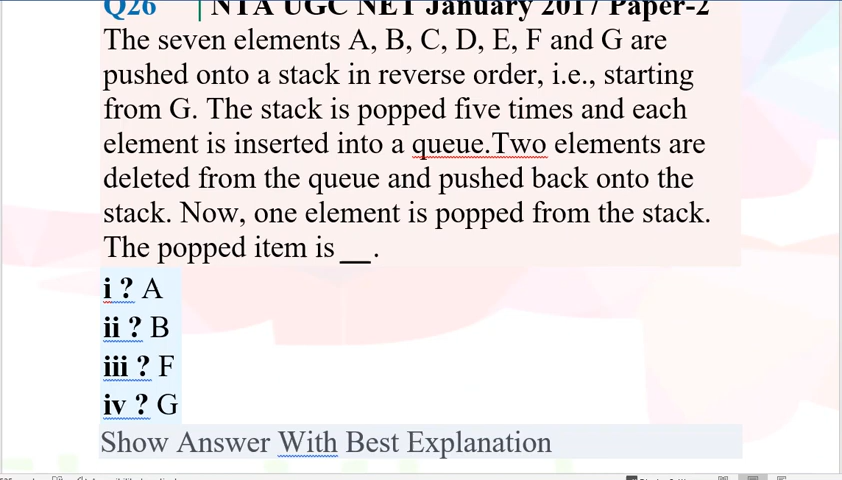 Q26 | NTA UGC NET January 2017 Paper-2
The seven elements A, B, C, D, E, F and G are
pushed onto a stack in reverse order, i.e., starting
from G. The stack is popped five times and each
element is inserted into a queue.Two elements are
deleted from the queue and pushed back onto the
stack. Now, one element is popped from the stack.
The popped item is __.
i ? A
ii ? B
iii ? F
iv ? G
Show Answer With Best Explanation